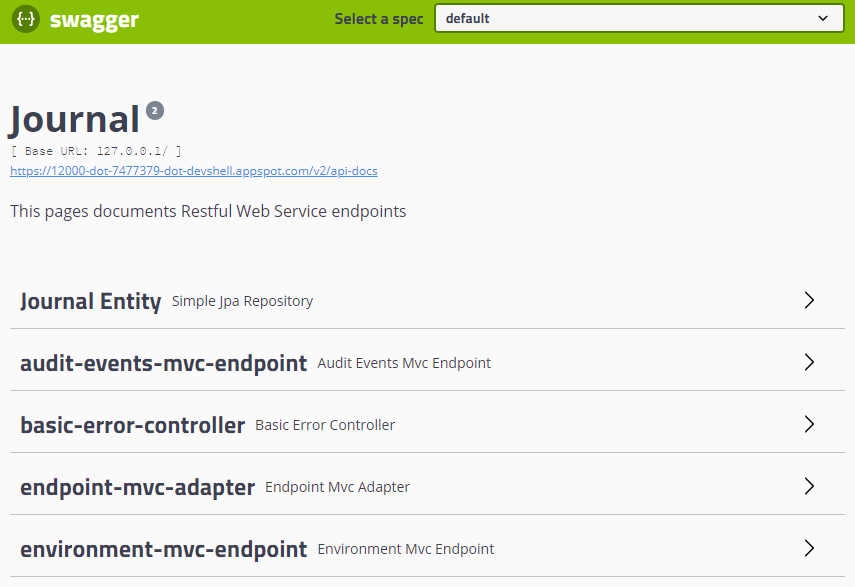 {··} swagger Select a spec default
Journal 2
[ Base URL: 127.0.0.1/ ]
https://12000-dot-7477379-dot-devshell.appspot.com/v2/api-docs
This pages documents Restful Web Service endpoints
Journal Entity Simple Jpa Repository
audit-events-mvc-endpoint Audit Events Mvc Endpoint
basic-error-controller Basic Error Controller
endpoint-mvc-adapter Endpoint Mvc Adapter
environment-mvc-endpoint Environment Mvc Endpoint